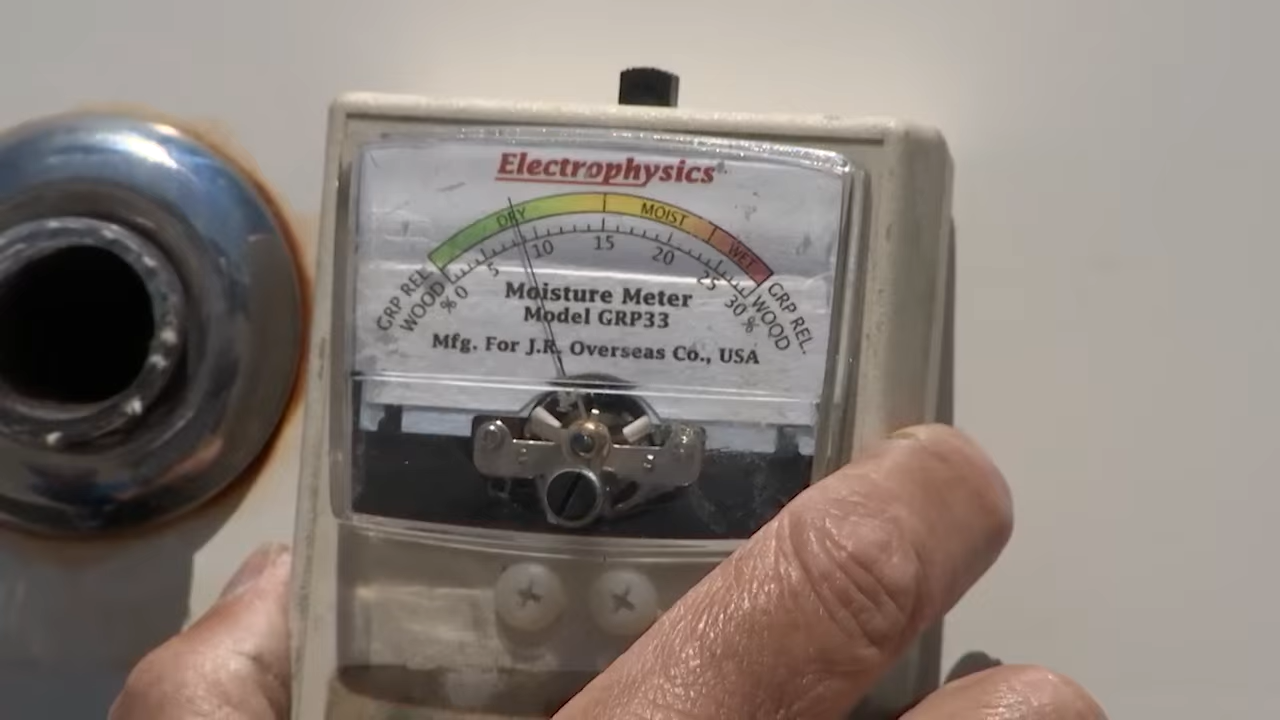 Electrophysics
DRY MOIST WET
0 5 10 15 20 25 30
GRP REL. WOOD % % WOOD GRP REL.
Moisture Meter
Model GRP33
Mfg. For J.R. Overseas Co., USA